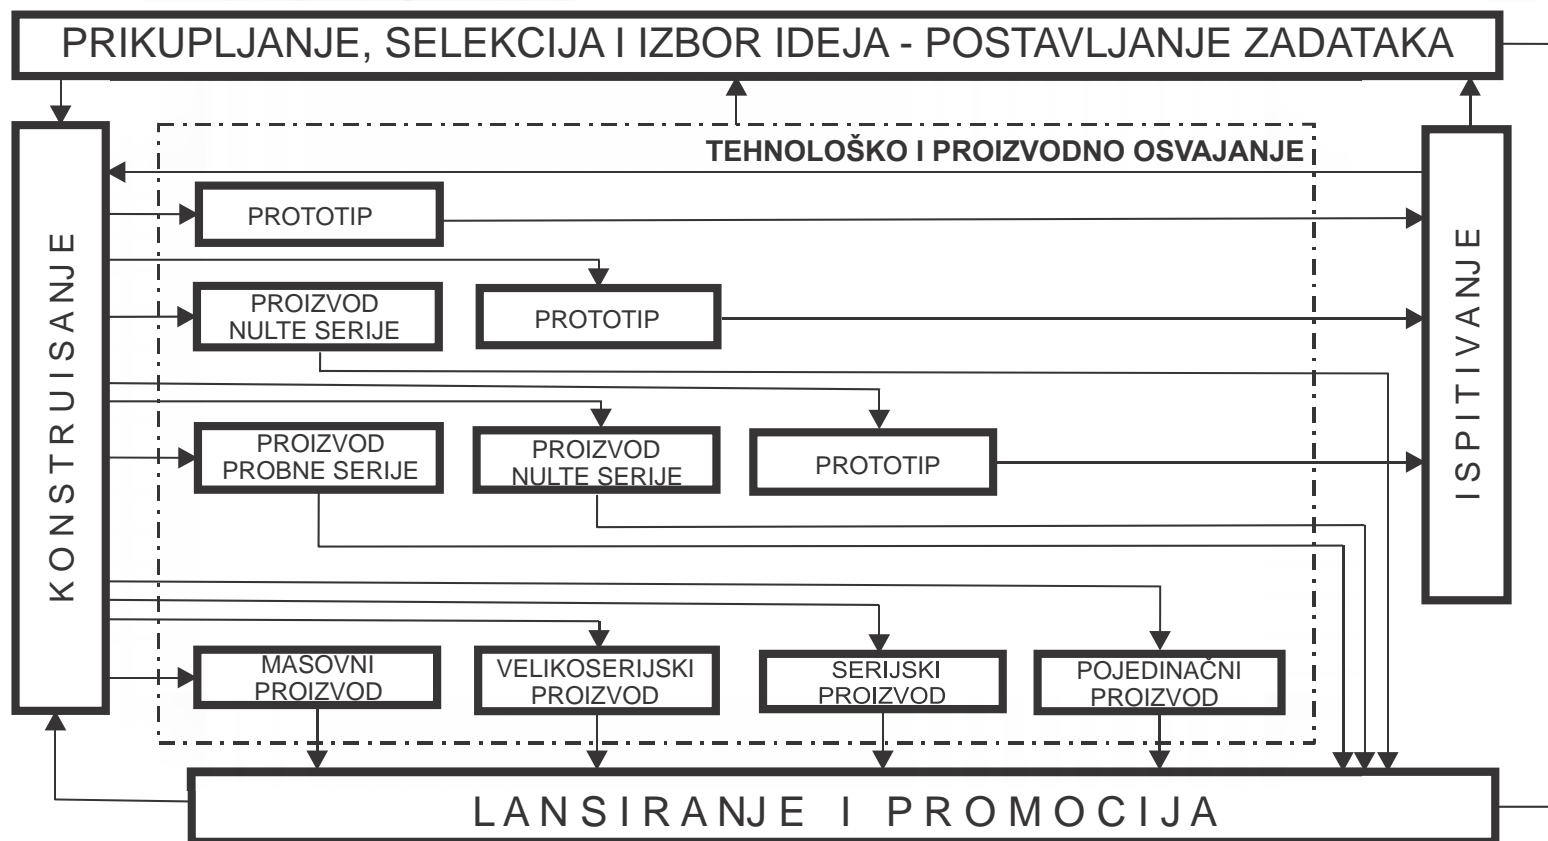 PRIKUPLJANJE, SELEKCIJA I IZBOR IDEJA - POSTAVLJANJE ZADATAKA
TEHNOLOŠKO I PROIZVODNO OSVAJANJE
KONSTRUISANJE
PROTOTIP
ISPITIVANJE
PROIZVOD
NULTE SERIJE
PROTOTIP
PROIZVOD
PROBNE SERIJE
PROIZVOD
NULTE SERIJE
PROTOTIP
MASOVNI
PROIZVOD
VELIKOSERIJSKI
PROIZVOD
SERIJSKI
PROIZVOD
POJEDINAČNI
PROIZVOD
LANSIRANJE I PROMOCIJA